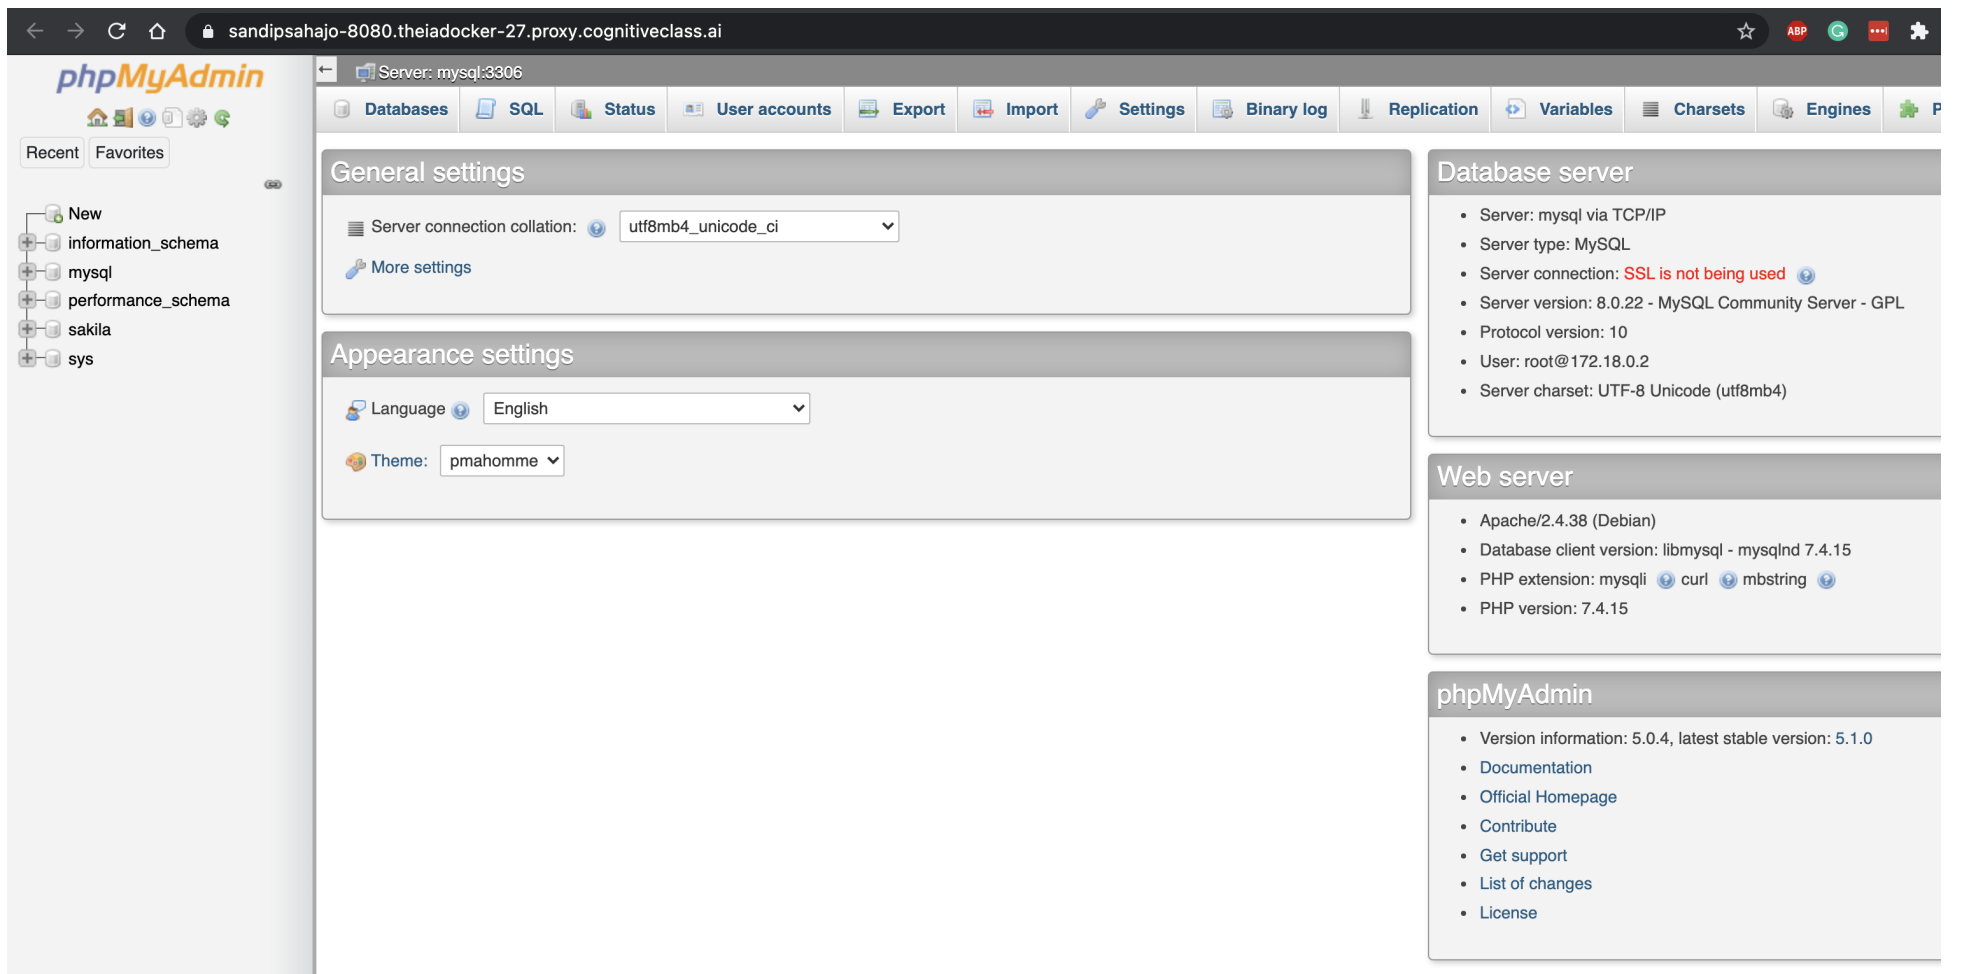 sandipsahajo-8080.theiadocker-27.proxy.cognitiveclass.ai
ABP
phpMyAdmin
Recent Favorites
New
information_schema
mysql
performance_schema
sakila
sys
Server: mysql:3306
Databases SQL Status User accounts Export Import Settings Binary log Replication Variables Charsets Engines P
General settings
Server connection collation: utf8mb4_unicode_ci
More settings
Appearance settings
Language English
Theme: pmahomme
Database server
Server: mysql via TCP/IP
Server type: MySQL
Server connection: SSL is not being used
Server version: 8.0.22 - MySQL Community Server - GPL
Protocol version: 10
User: root@172.18.0.2
Server charset: UTF-8 Unicode (utf8mb4)
Web server
Apache/2.4.38 (Debian)
Database client version: libmysql - mysqlnd 7.4.15
PHP extension: mysqli curl mbstring
PHP version: 7.4.15
phpMyAdmin
Version information: 5.0.4, latest stable version: 5.1.0
Documentation
Official Homepage
Contribute
Get support
List of changes
License